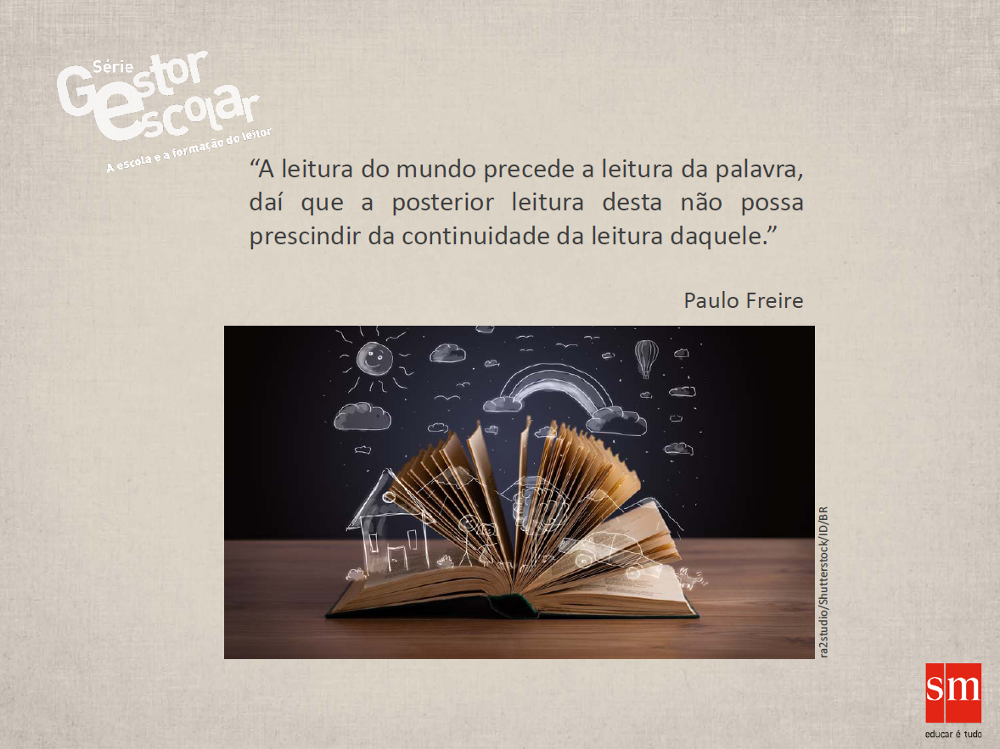 Série
Gestor
escolar
A escola e a formação do leitor
“A leitura do mundo precede a leitura da palavra,
daí que a posterior leitura desta não possa
prescindir da continuidade da leitura daquele.”
Paulo Freire
ra2studio/Shutterstock/ID/BR
sm
educar é tudo